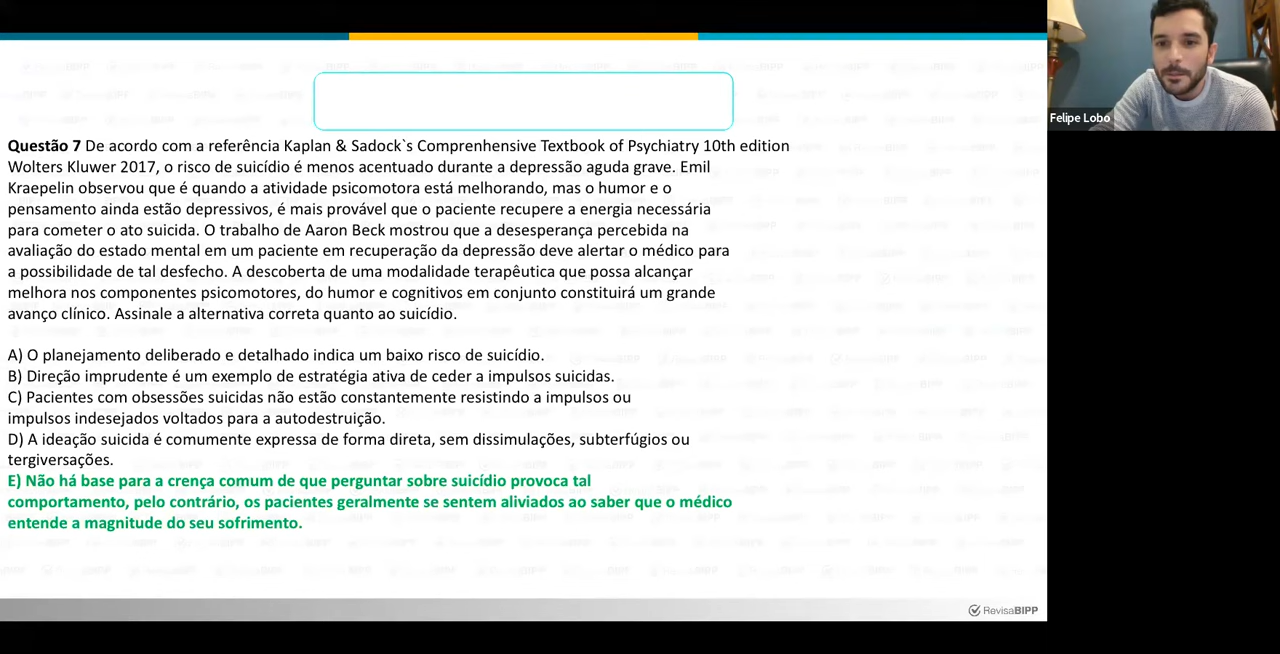 Questão 7 De acordo com a referência Kaplan & Sadock`s Comprenhensive Textbook of Psychiatry 10th edition
Wolters Kluwer 2017, o risco de suicídio é menos acentuado durante a depressão aguda grave. Emil
Kraepelin observou que é quando a atividade psicomotora está melhorando, mas o humor e o
pensamento ainda estão depressivos, é mais provável que o paciente recupere a energia necessária
para cometer o ato suicida. O trabalho de Aaron Beck mostrou que a desesperança percebida na
avaliação do estado mental em um paciente em recuperação da depressão deve alertar o médico para
a possibilidade de tal desfecho. A descoberta de uma modalidade terapêutica que possa alcançar
melhora nos componentes psicomotores, do humor e cognitivos em conjunto constituirá um grande
avanço clínico. Assinale a alternativa correta quanto ao suicídio.
A) O planejamento deliberado e detalhado indica um baixo risco de suicídio.
B) Direção imprudente é um exemplo de estratégia ativa de ceder a impulsos suicidas.
C) Pacientes com obsessões suicidas não estão constantemente resistindo a impulsos ou
impulsos indesejados voltados para a autodestruição.
D) A ideação suicida é comumente expressa de forma direta, sem dissimulações, subterfúgios ou
tergiversações.
E) Não há base para a crença comum de que perguntar sobre suicídio provoca tal
comportamento, pelo contrário, os pacientes geralmente se sentem aliviados ao saber que o médico
entende a magnitude do seu sofrimento.
Felipe Lobo
RevisaBIPP